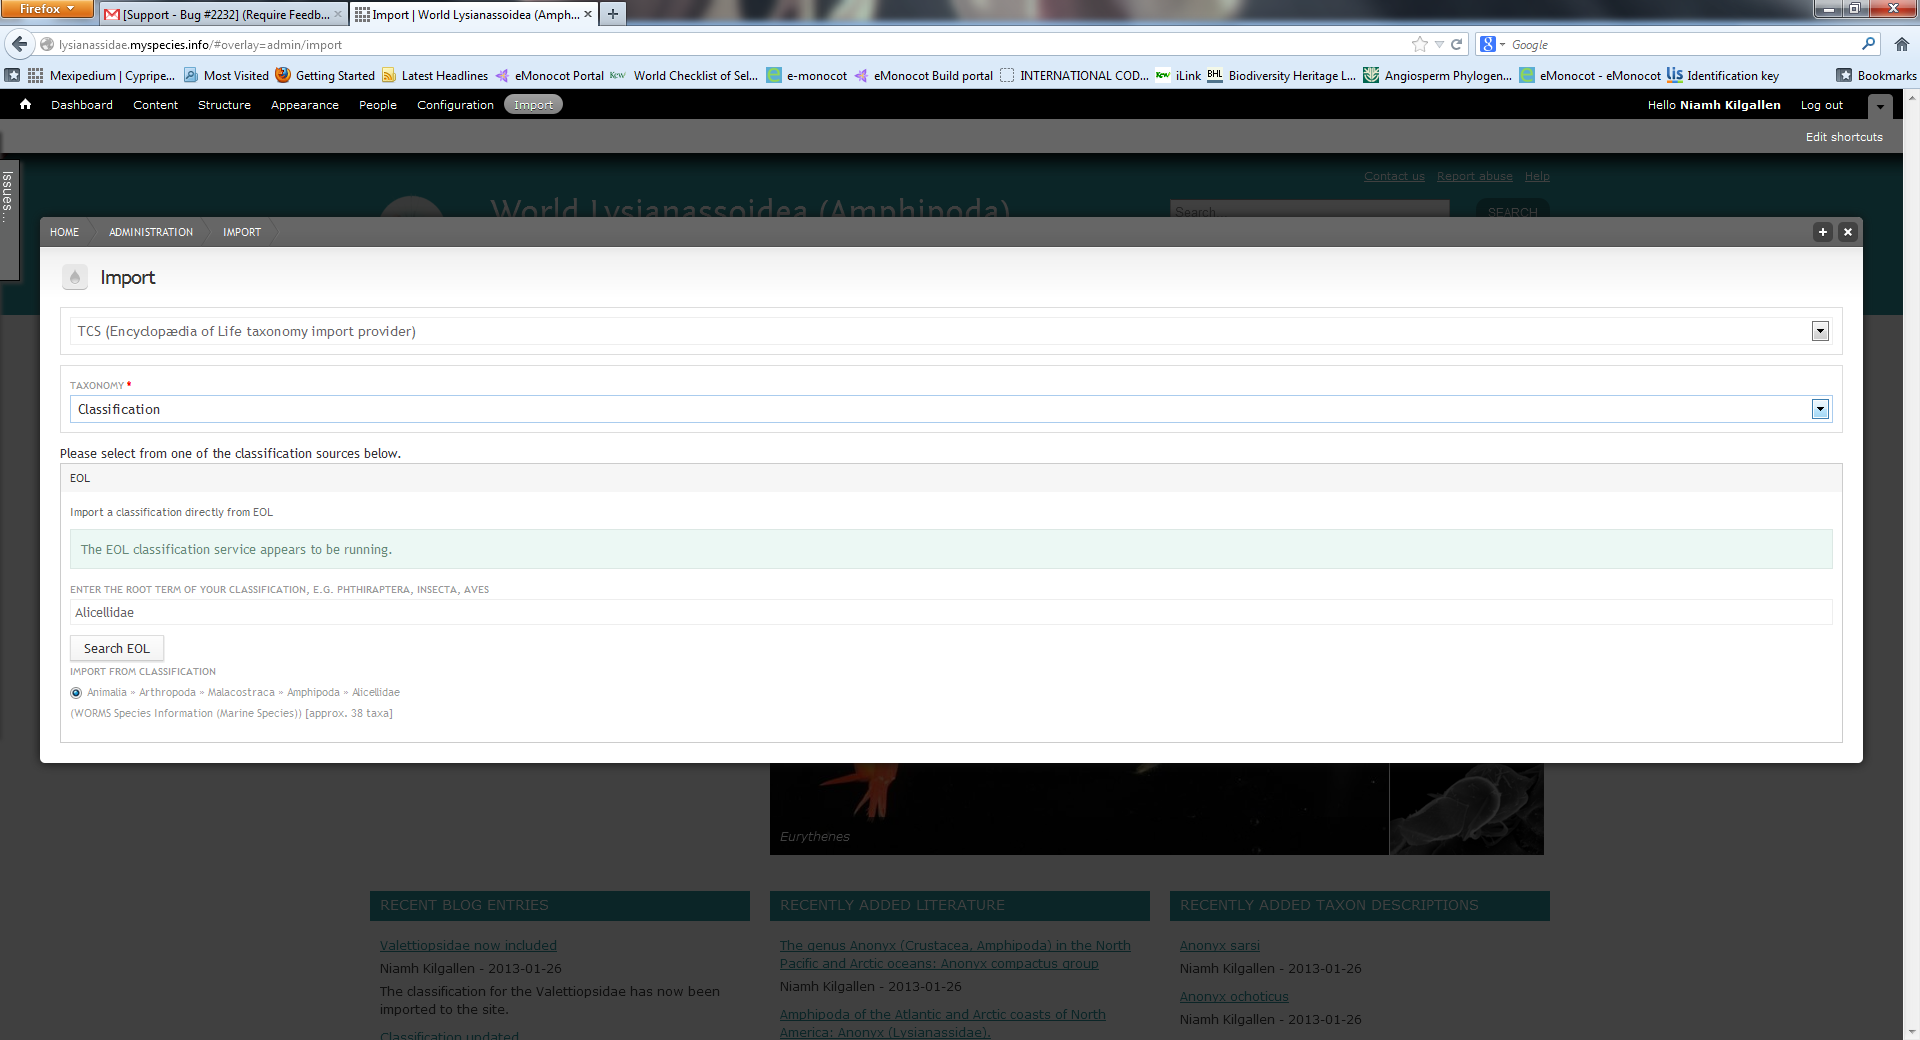 Firefox
[Support - Bug #2232] (Require Feedb...
Import | World Lysianassoidea (Amph...
lysianassidae.myspecies.info/#overlay=admin/import
Google
Mexipedium | Cypripe...
Most Visited
Getting Started
Latest Headlines
eMonocot Portal
Kew
World Checklist of Sel...
e-monocot
eMonocot Build portal
INTERNATIONAL COD...
Kew
iLink
BHL
Biodiversity Heritage L...
Angiosperm Phylogen...
eMonocot - eMonocot
lis
Identification key
Bookmarks
Dashboard
Content
Structure
Appearance
People
Configuration
Import
Hello Niamh Kilgallen
Log out
Edit shortcuts
Issues...
Contact us
Report abuse
Help
World Lysianassoidea (Amphipoda)
Search
SEARCH
HOME
ADMINISTRATION
IMPORT
Import
TCS (Encyclopædia of Life taxonomy import provider)
TAXONOMY *
Classification
Please select from one of the classification sources below.
EOL
Import a classification directly from EOL
The EOL classification service appears to be running.
ENTER THE ROOT TERM OF YOUR CLASSIFICATION, E.G. PHTHIRAPTERA, INSECTA, AVES
Alicellidae
Search EOL
IMPORT FROM CLASSIFICATION
Animalia » Arthropoda » Malacostraca » Amphipoda » Alicellidae
(WORMS Species Information (Marine Species)) [approx. 38 taxa]
Eurythenes
RECENT BLOG ENTRIES
Valettiopsidae now included
Niamh Kilgallen - 2013-01-26
The classification for the Valettiopsidae has now been
imported to the site.
Classification updated
RECENTLY ADDED LITERATURE
The genus Anonyx (Crustacea, Amphipoda) in the North
Pacific and Arctic oceans: Anonyx compactus group
Niamh Kilgallen - 2013-01-26
Amphipoda of the Atlantic and Arctic coasts of North
America: Anonyx (Lysianassidae).
RECENTLY ADDED TAXON DESCRIPTIONS
Anonyx sarsi
Niamh Kilgallen - 2013-01-26
Anonyx ochoticus
Niamh Kilgallen - 2013-01-26